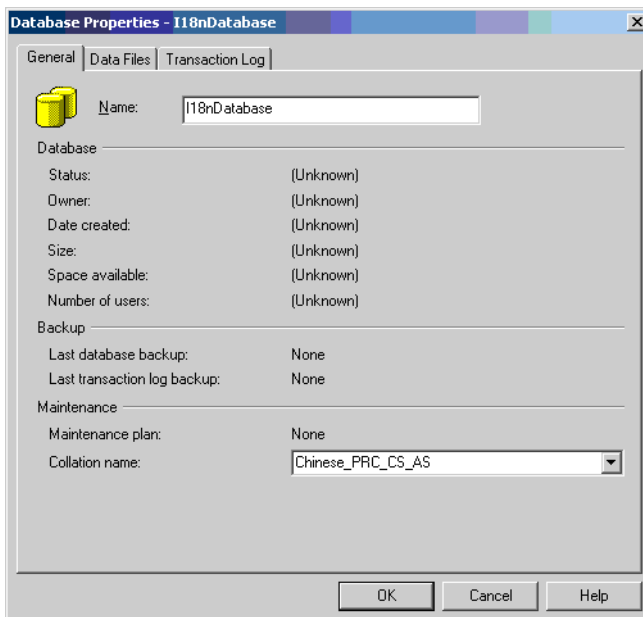 Database Properties - I18nDatabase
General Data Files Transaction Log
Name: I18nDatabase
Database
Status: (Unknown)
Owner: (Unknown)
Date created: (Unknown)
Size: (Unknown)
Space available: (Unknown)
Number of users: (Unknown)
Backup
Last database backup: None
Last transaction log backup: None
Maintenance
Maintenance plan: None
Collation name: Chinese_PRC_CS_AS
OK Cancel Help